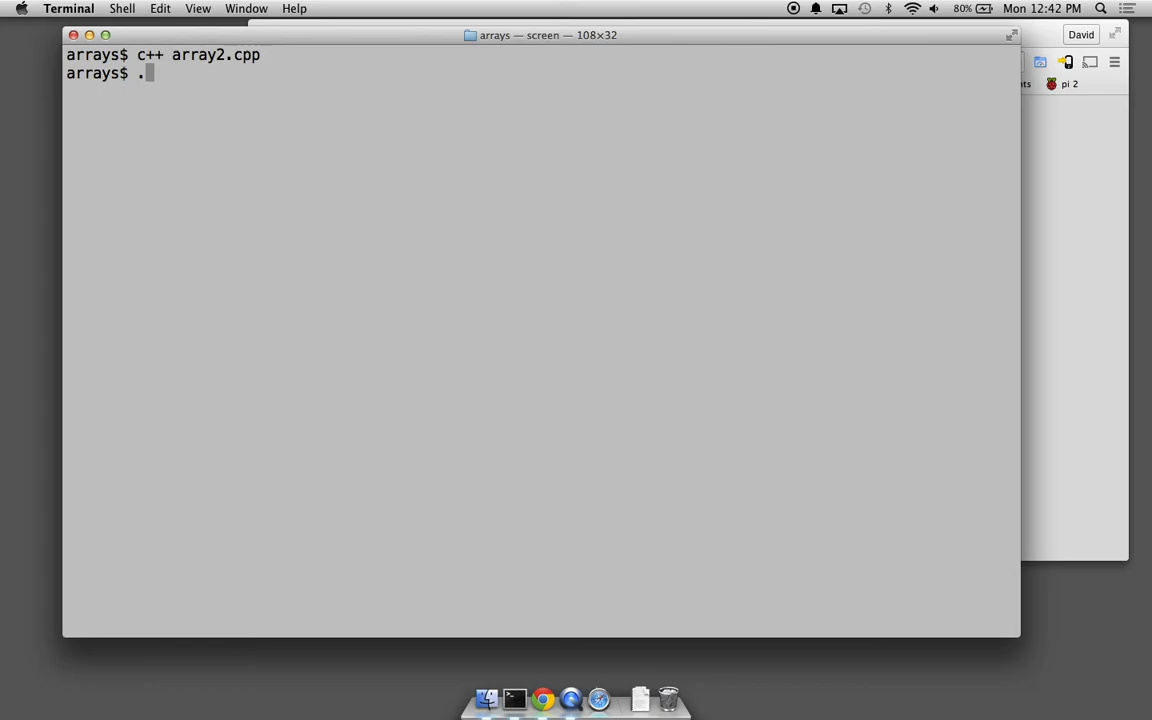 Terminal Shell Edit View Window Help 80% Mon 12:42 PM
arrays — screen — 108×32
David
arrays$ c++ array2.cpp
arrays$ .
nts pi 2